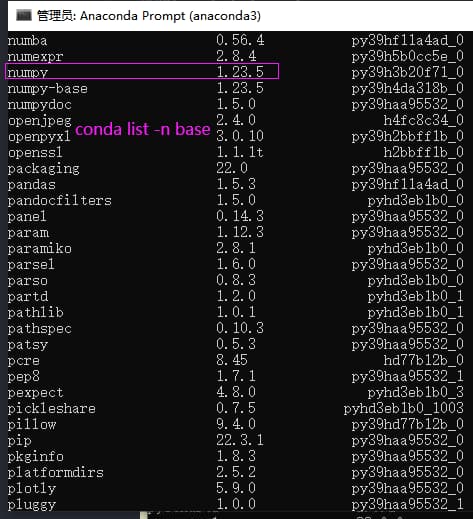 管理员: Anaconda Prompt (anaconda3)
numba 0.56.4 py39hf11a4ad_0
numexpr 2.8.4 py39h5b0cc5e_0
numpy 1.23.5 py39h3b20f71_0
numpy-base 1.23.5 py39h4da318b_0
numpydoc 1.5.0 py39haa95532_0
openjpeg 2.4.0 h4fc8c34_0
conda list -n base
openpyxl 3.0.10 py39h2bbff1b_0
openssl 1.1.1t h2bbff1b_0
packaging 22.0 py39haa95532_0
pandas 1.5.3 py39hf11a4ad_0
pandocfilters 1.5.0 pyhd3eb1b0_0
panel 0.14.3 py39haa95532_0
param 1.12.3 py39haa95532_0
paramiko 2.8.1 pyhd3eb1b0_0
parsel 1.6.0 py39haa95532_0
parso 0.8.3 pyhd3eb1b0_0
partd 1.2.0 pyhd3eb1b0_1
pathlib 1.0.1 pyhd3eb1b0_1
pathspec 0.10.3 py39haa95532_0
patsy 0.5.3 py39haa95532_0
pcre 8.45 hd77b12b_0
pep8 1.7.1 py39haa95532_1
pexpect 4.8.0 pyhd3eb1b0_3
pickleshare 0.7.5 pyhd3eb1b0_1003
pillow 9.4.0 py39hd77b12b_0
pip 22.3.1 py39haa95532_0
pkginfo 1.8.3 py39haa95532_0
platformdirs 2.5.2 py39haa95532_0
plotly 5.9.0 py39haa95532_0
pluggy 1.0.0 py39haa95532_1